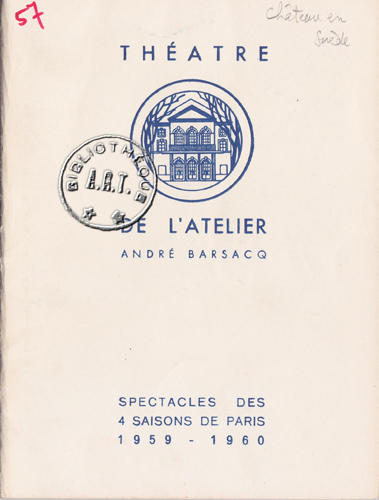 57
Château en
Suède
THÉATRE
BIBLIOTHÈQUE
A.R.T.
DE L'ATELIER
ANDRÉ BARSACQ
SPECTACLES DES
4 SAISONS DE PARIS
1959 - 1960